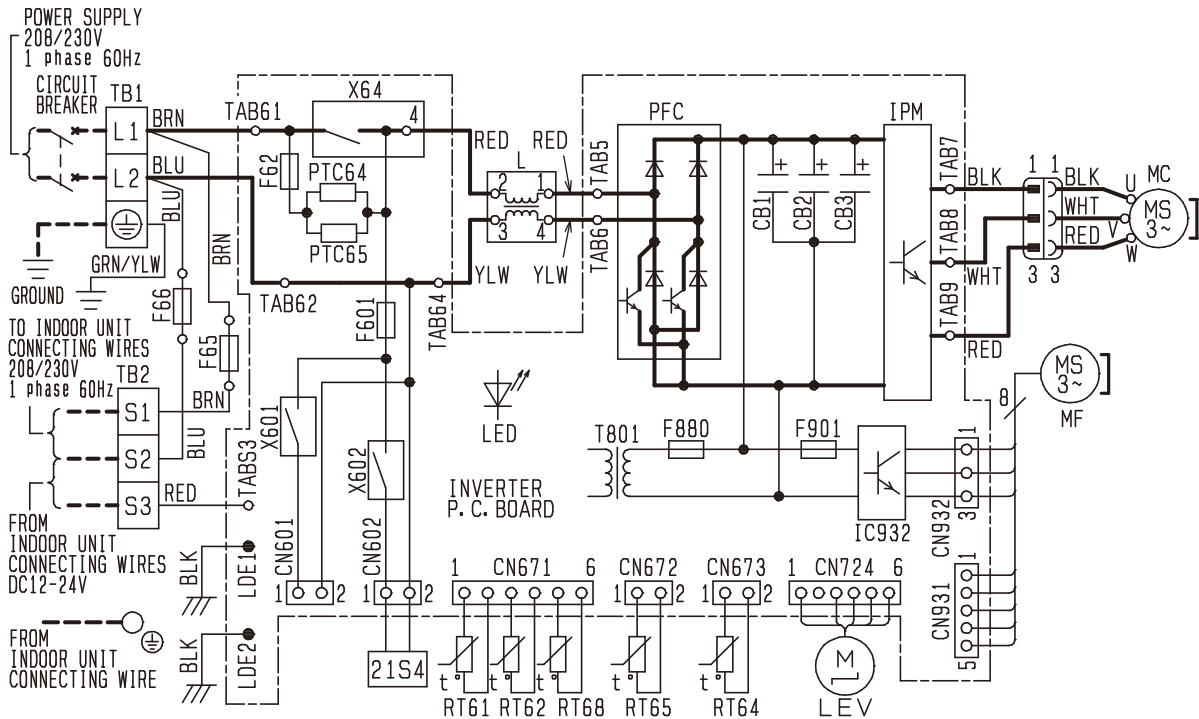 POWER SUPPLY
208/230V
1 phase 60Hz
CIRCUIT
BREAKER
TB1
L1
L2
BRN
BLU
BLU
BRN
GRN/YLW
GROUND
F66
F65
TO INDOOR UNIT
CONNECTING WIRES
208/230V
1 phase 60Hz
TB2
S1
S2
S3
BRN
BLU
RED
TABS3
FROM
INDOOR UNIT
CONNECTING WIRES
DC12-24V
BLK
LDE1
FROM
INDOOR UNIT
CONNECTING WIRE
BLK
LDE2
TAB61
X64
4
F62
PTC64
PTC65
TAB62
TAB64
F601
RED
L
2 1
3 4
YLW
RED
YLW
TAB5
TAB6
X601
X602
CN601
1 2
CN602
1 2
21S4
LED
INVERTER
P.C.BOARD
PFC
CB1
+
CB2
+
CB3
+
IPM
TAB7
TAB8
TAB9
BLK
WHT
RED
1 1
3 3
BLK
WHT
RED
U
V
W
MC
MS
3~
MS
3~
MF
8
T801
F880
F901
IC932
CN932
1
3
CN931
1
5
1 CN671 6
CN672
1 2
CN673
1 2
1 CN724 6
t°
RT61
t°
RT62
t°
RT68
t°
RT65
t°
RT64
M
LEV